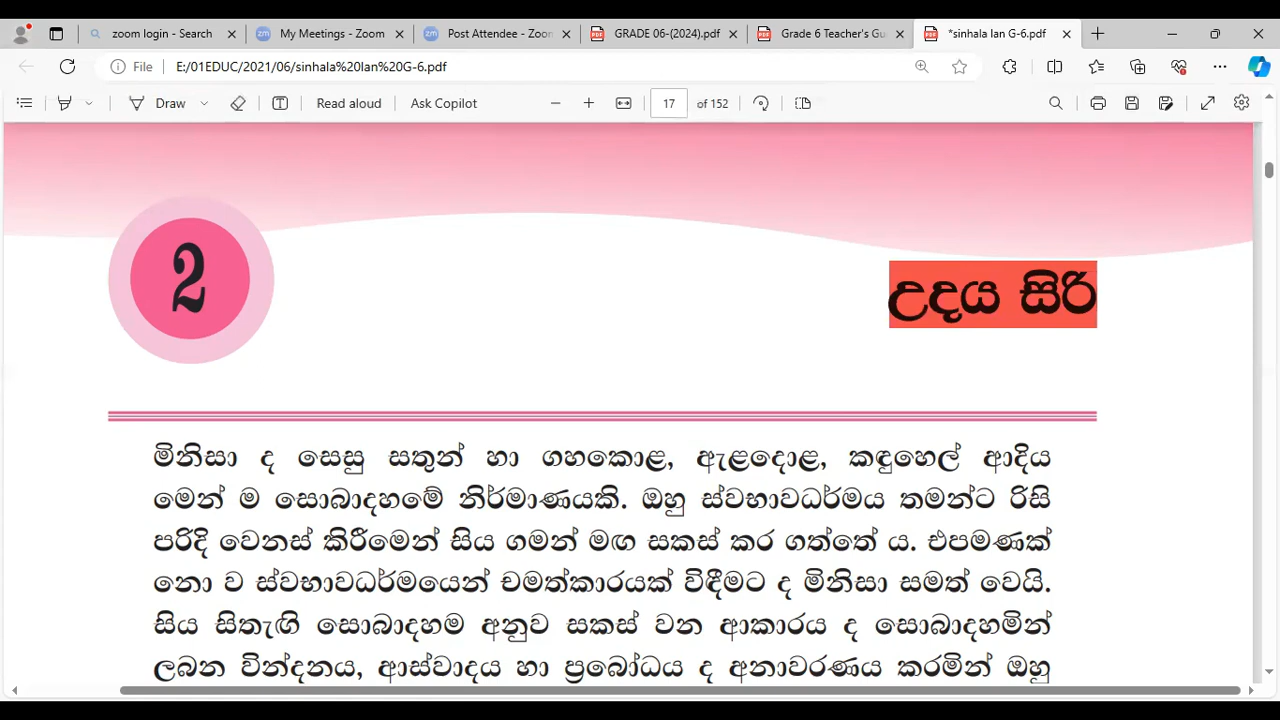 zoom login - Search
My Meetings - Zoom
Post Attendee - Zoo
GRADE 06-(2024).pdf
Grade 6 Teacher's Gu
*sinhala lan G-6.pdf
File E:/01EDUC/2021/06/sinhala%20lan%20G-6.pdf
Draw Read aloud Ask Copilot 17 of 152
2
උදය සිරි
මිනිසා ද සෙසු සතුන් හා ගහකොළ, ඇළදොළ, කඳුහෙල් ආදිය
මෙන් ම සොබාදහමේ නිර්මාණයකි. ඔහු ස්වභාවධර්මය තමන්ට රිසි
පරිදි වෙනස් කිරීමෙන් සිය ගමන් මඟ සකස් කර ගත්තේ ය. එපමණක්
නො ව ස්වභාවධර්මයෙන් චමත්කාරයක් විඳීමට ද මිනිසා සමත් වෙයි.
සිය සිතැඟි සොබාදහම අනුව සකස් වන ආකාරය ද සොබාදහමින්
ලබන වින්දනය, ආස්වාදය හා ප්‍රබෝධය ද අනාවරණය කරමින් ඔහු